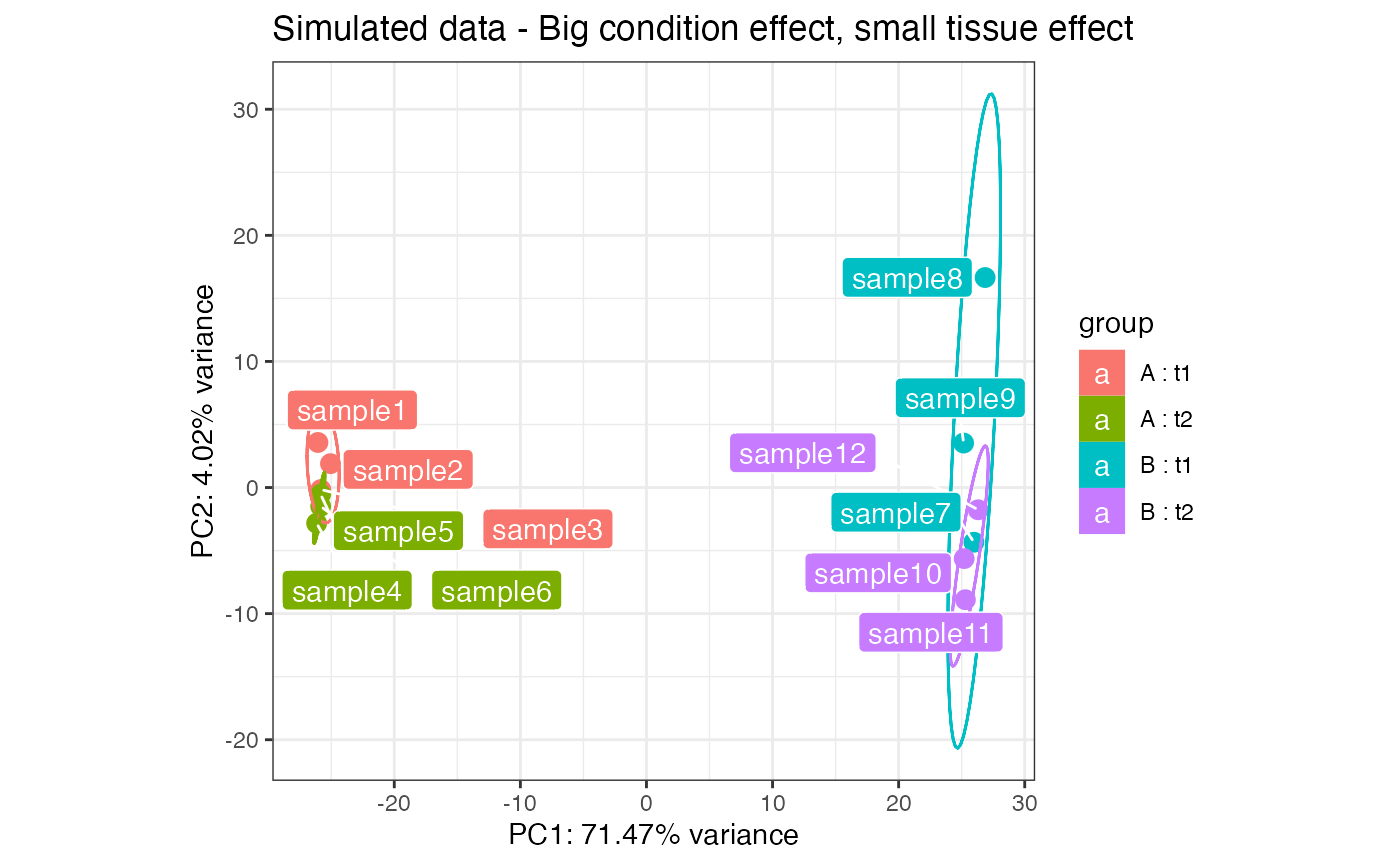 Simulated data - Big condition effect, small tissue effect
30
20
10
0
-10
-20
PC2: 4.02% variance
sample8
sample1
sample9
sample12
sample2
sample7
sample5
sample3
sample10
sample4
sample6
sample11
-20
-10
0
10
20
30
PC1: 71.47% variance
group
a A : t1
a A : t2
a B : t1
a B : t2